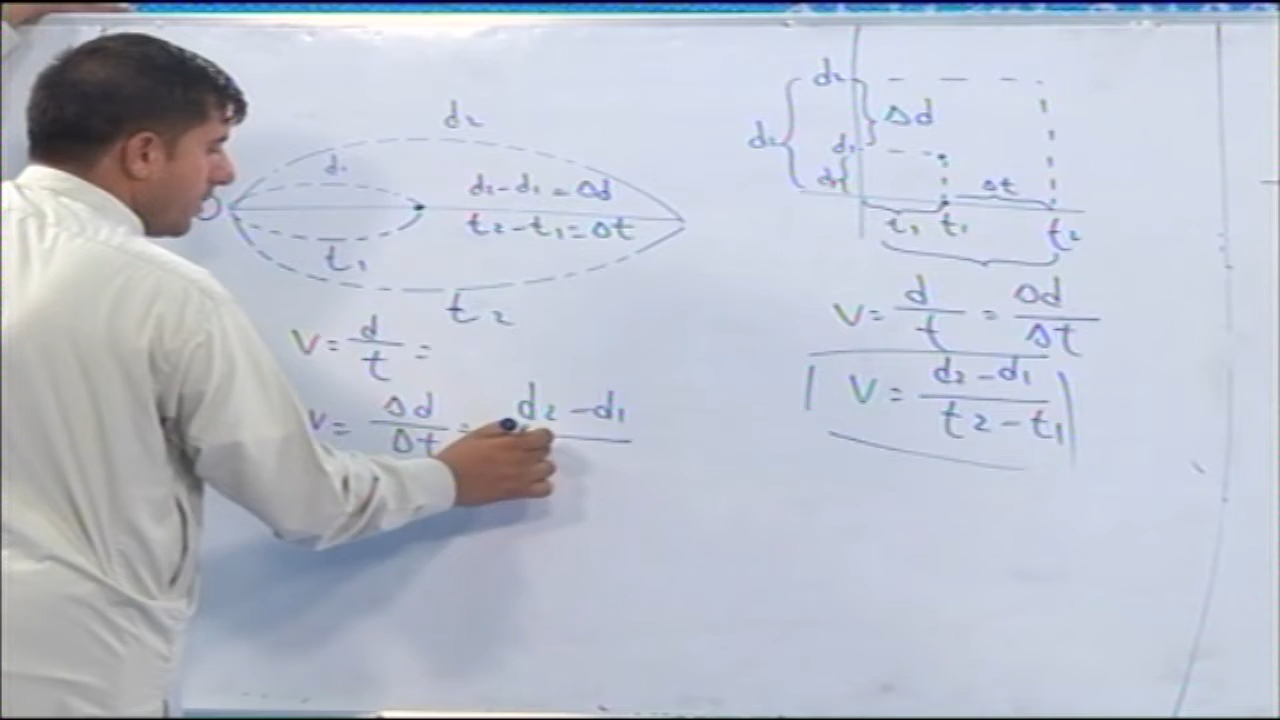 d2
d1
d2-d1=Δd
t2-t1=Δt
t1
t2
V= d/t =
V= Δd/Δt = d2-d1
d2
Δd
d2
d1
d1
Δt
t1 t1
t2
V= d/t = Δd/Δt
V= d2-d1/t2-t1